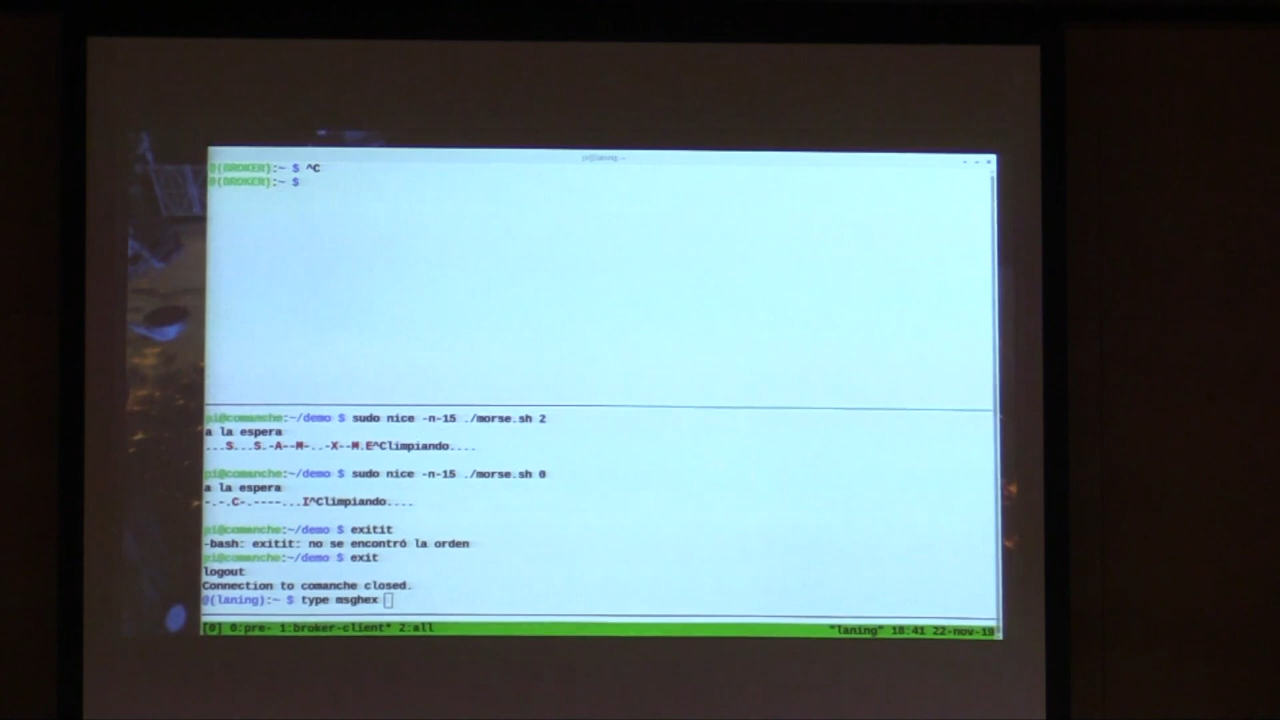 pi@laning:~
@(BROKER):~ $ ^C
@(BROKER):~ $
pi@comanche:~/demo $ sudo nice -n-15 ./morse.sh 2
a la espera
...S...S.-A--M-..-X--M.E^Climpiando....
pi@comanche:~/demo $ sudo nice -n-15 ./morse.sh 0
a la espera
-.-.C-.----...I^Climpiando....
pi@comanche:~/demo $ exitit
-bash: exitit: no se encontró la orden
pi@comanche:~/demo $ exit
logout
Connection to comanche closed.
@(laning):~ $ type msghex
[0] 0:pre- 1:broker-client* 2:all "laning" 18:41 22-nov-19